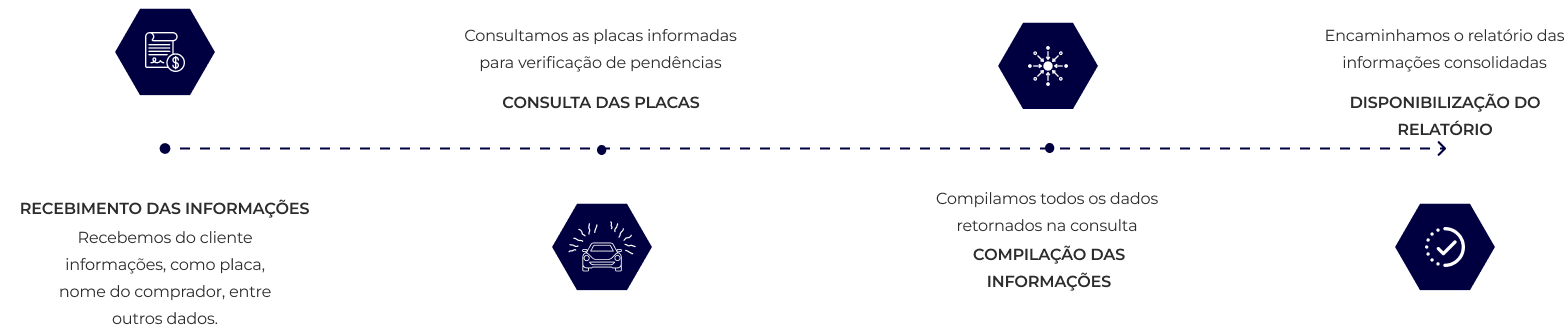 RECEBIMENTO DAS INFORMAÇÕES
Recebemos do cliente
informações, como placa,
nome do comprador, entre
outros dados.
Consultamos as placas informadas
para verificação de pendências
CONSULTA DAS PLACAS
Compilamos todos os dados
retornados na consulta
COMPILAÇÃO DAS
INFORMAÇÕES
Encaminhamos o relatório das
informações consolidadas
DISPONIBILIZAÇÃO DO
RELATÓRIO